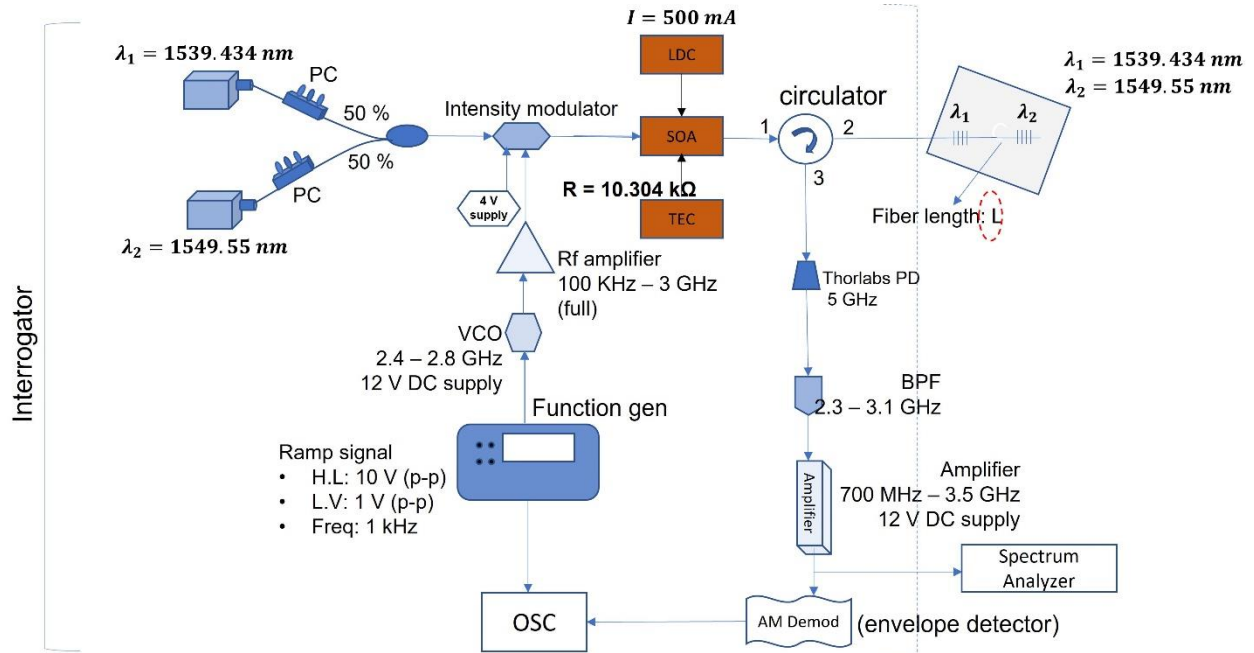 I = 500 mA
λ1 = 1539.434 nm
PC
50 %
50 %
PC
λ2 = 1549.55 nm
Intensity modulator
LDC
SOA
R = 10.304 kΩ
TEC
4 V
supply
circulator
1
2
3
λ1 = 1539.434 nm
λ2 = 1549.55 nm
λ1
λ2
Fiber length: L
Rf amplifier
100 KHz – 3 GHz
(full)
VCO
2.4 – 2.8 GHz
12 V DC supply
Function gen
Ramp signal
• H.L: 10 V (p-p)
• L.V: 1 V (p-p)
• Freq: 1 kHz
Interrogator
Thorlabs PD
5 GHz
BPF
2.3 – 3.1 GHz
Amplifier
Amplifier
700 MHz – 3.5 GHz
12 V DC supply
Spectrum
Analyzer
OSC
AM Demod
(envelope detector)